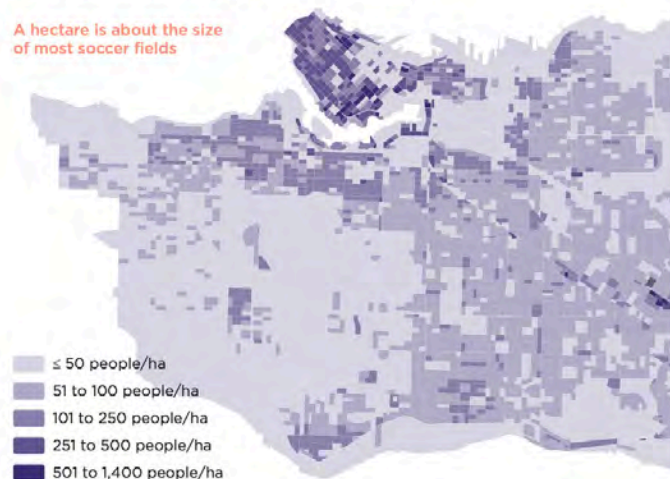 A hectare is about the size
of most soccer fields
≤ 50 people/ha
51 to 100 people/ha
101 to 250 people/ha
251 to 500 people/ha
501 to 1,400 people/ha